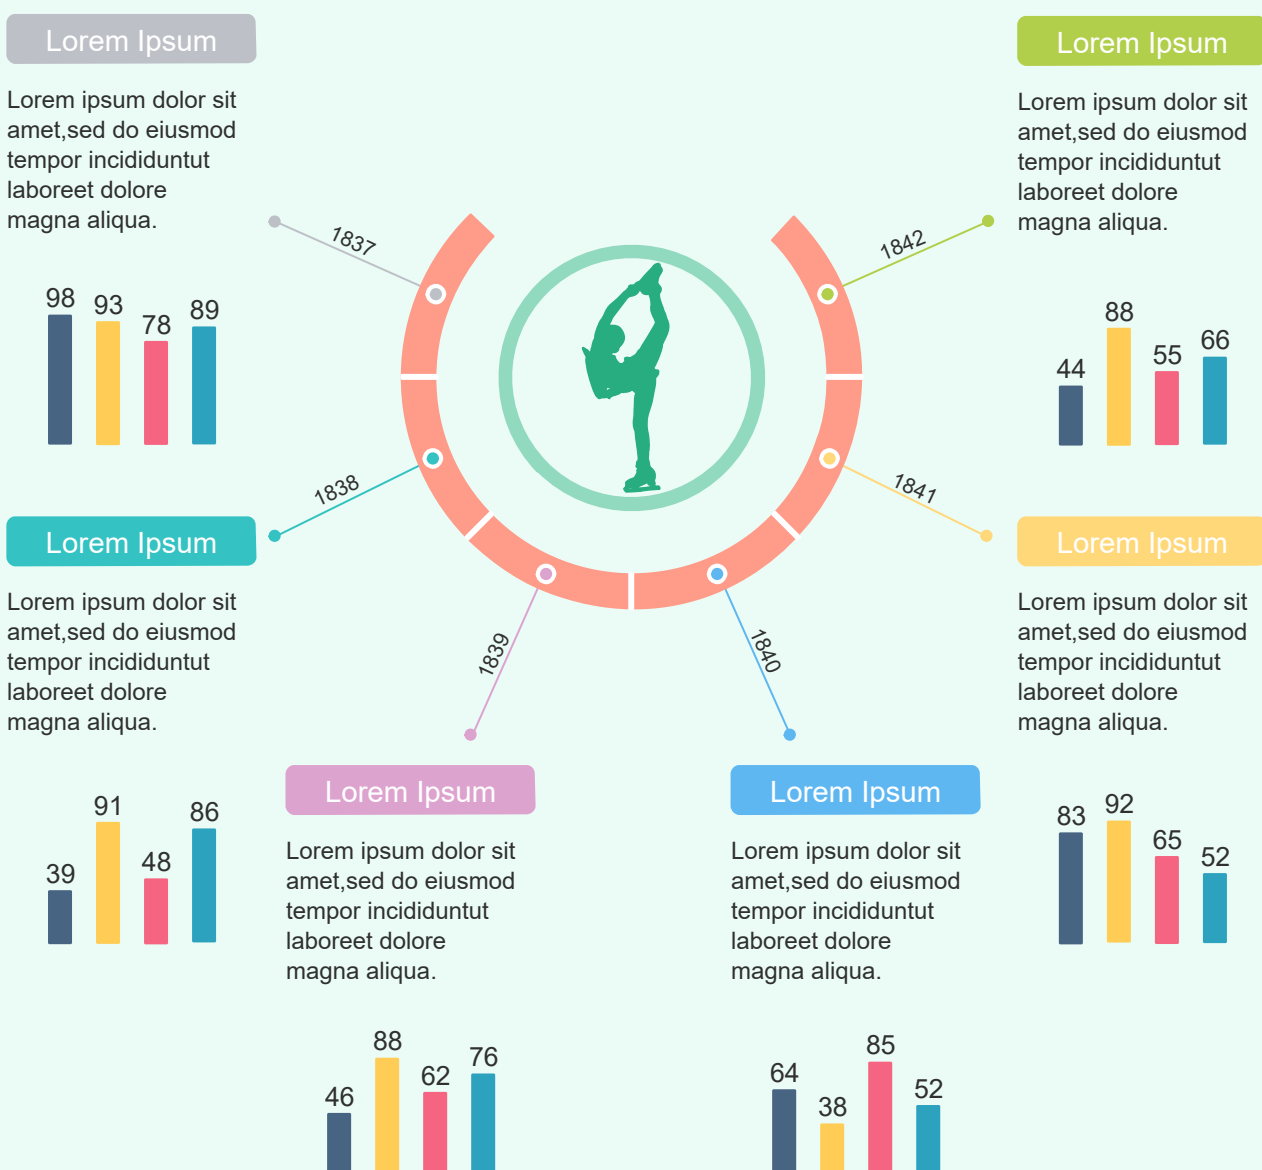 Lorem Ipsum
Lorem ipsum dolor sit
amet,sed do eiusmod
tempor incididuntut
laboreet dolore
magna aliqua.
1837
98 93 78 89
Lorem Ipsum
Lorem ipsum dolor sit
amet,sed do eiusmod
tempor incididuntut
laboreet dolore
magna aliqua.
1838
39 91 48 86
Lorem Ipsum
Lorem ipsum dolor sit
amet,sed do eiusmod
tempor incididuntut
laboreet dolore
magna aliqua.
1839
46 88 62 76
Lorem Ipsum
Lorem ipsum dolor sit
amet,sed do eiusmod
tempor incididuntut
laboreet dolore
magna aliqua.
1840
64 38 85 52
Lorem Ipsum
Lorem ipsum dolor sit
amet,sed do eiusmod
tempor incididuntut
laboreet dolore
magna aliqua.
1841
83 92 65 52
Lorem Ipsum
Lorem ipsum dolor sit
amet,sed do eiusmod
tempor incididuntut
laboreet dolore
magna aliqua.
1842
44 88 55 66